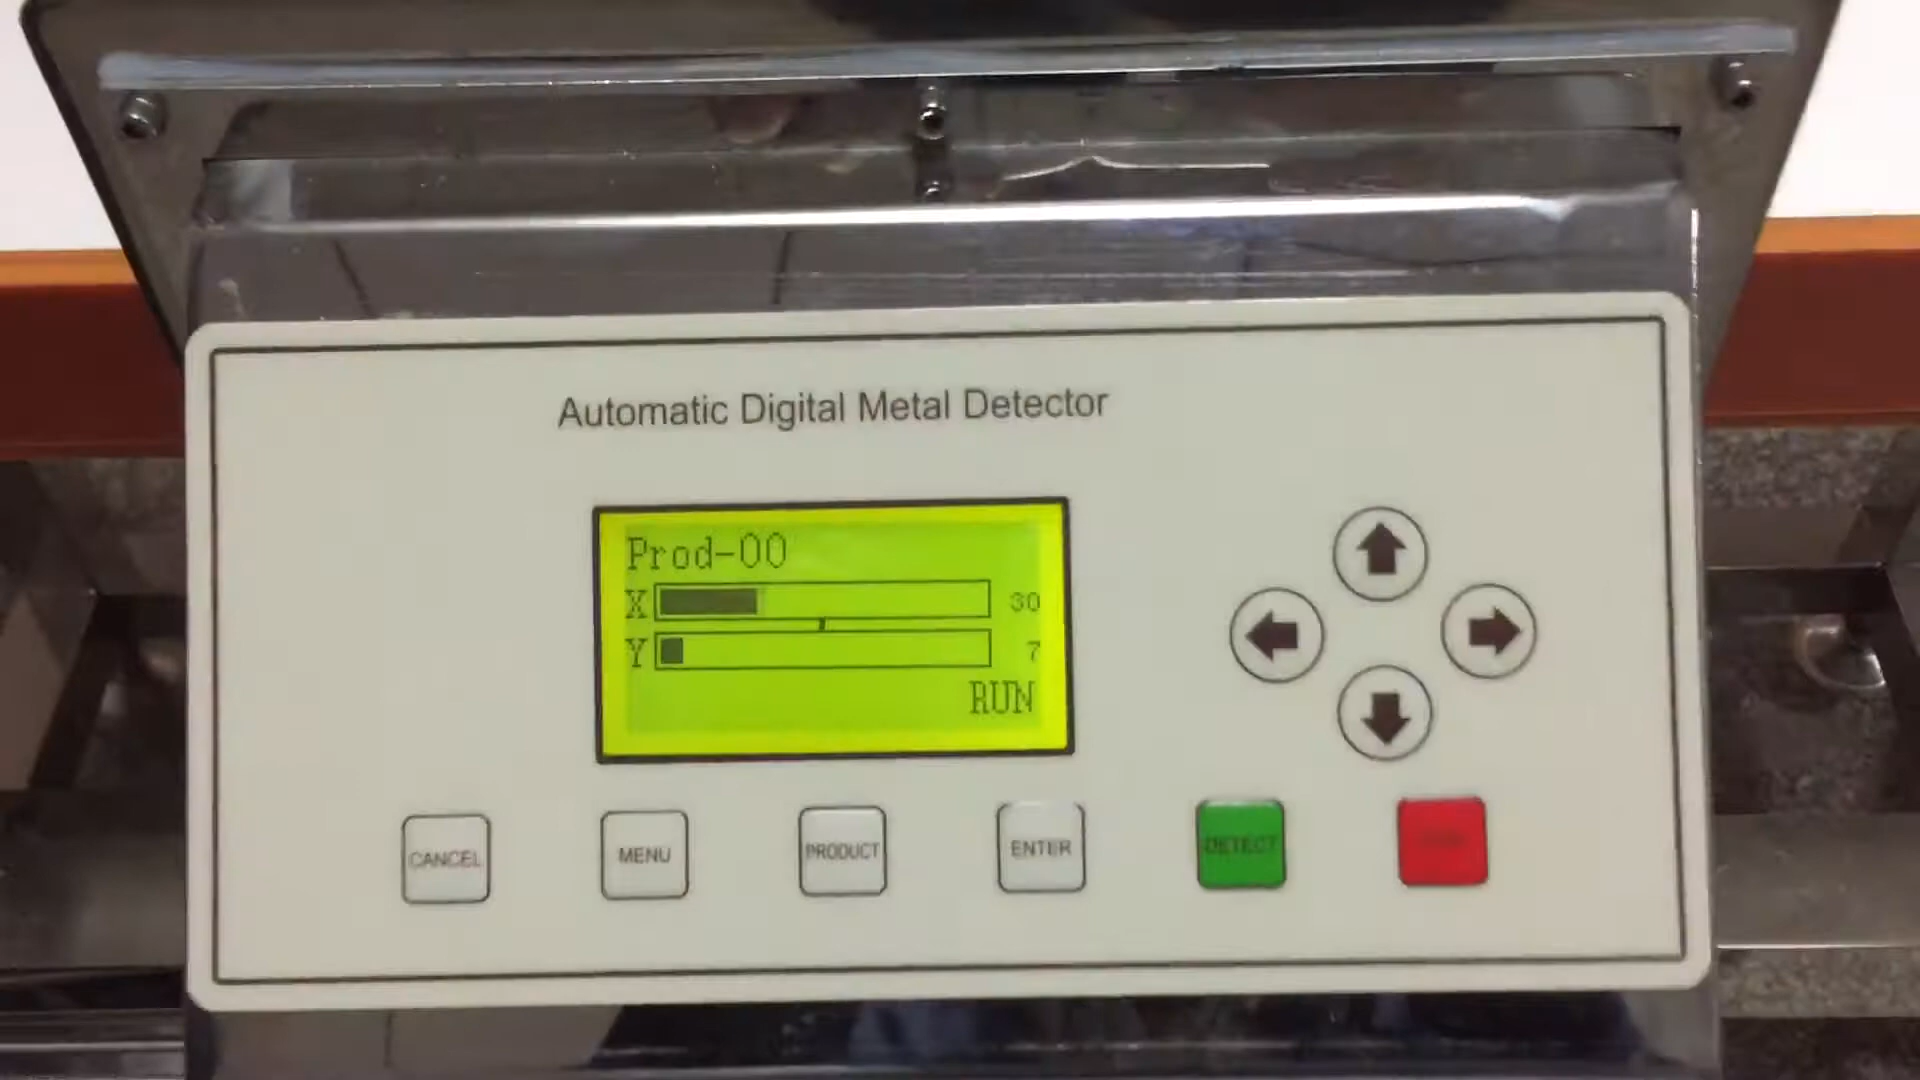 Automatic Digital Metal Detector
Prod-00
X 30
Y 7
RUN
CANCEL MENU PRODUCT ENTER DETECT